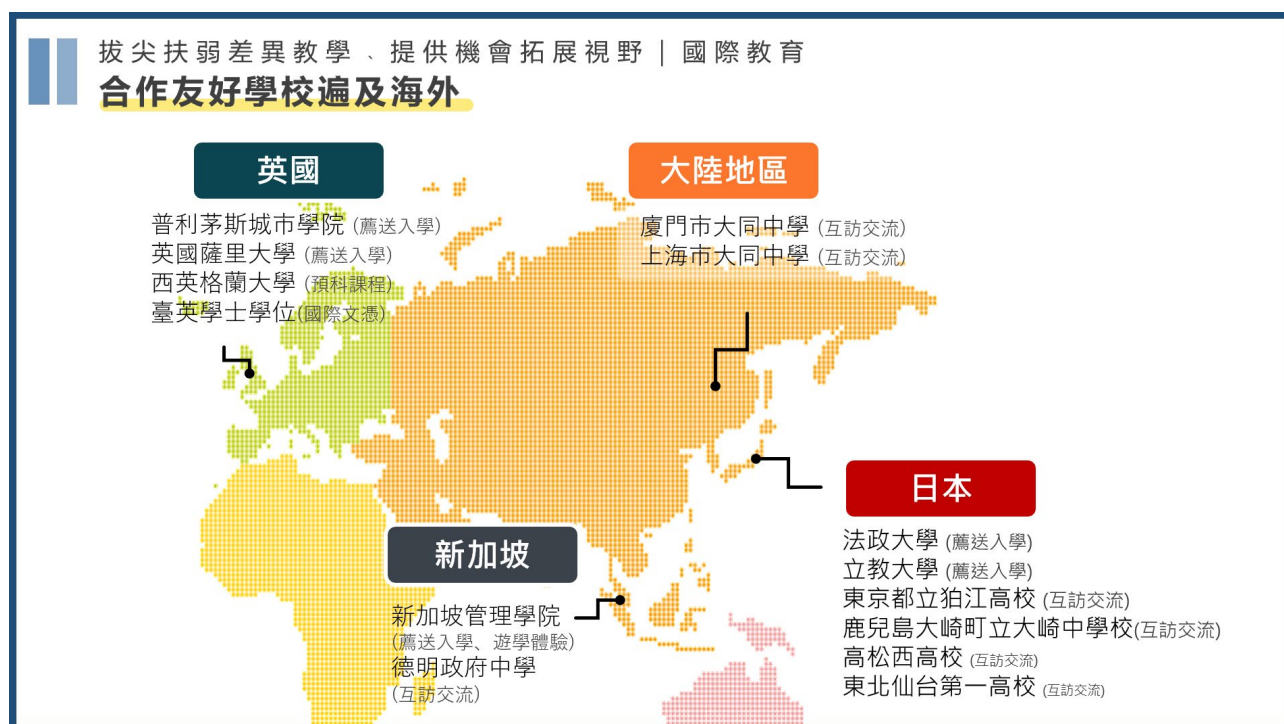 拔尖扶弱差異教學、提供機會拓展視野｜國際教育
合作友好學校遍及海外
英國
普利茅斯城市學院 (薦送入學)
英國薩里大學 (薦送入學)
西英格蘭大學 (預科課程)
臺英學士學位(國際文憑)
大陸地區
廈門市大同中學 (互訪交流)
上海市大同中學 (互訪交流)
新加坡
新加坡管理學院
(薦送入學、遊學體驗)
德明政府中學
(互訪交流)
日本
法政大學 (薦送入學)
立教大學 (薦送入學)
東京都立狛江高校 (互訪交流)
鹿兒島大崎町立大崎中學校(互訪交流)
高松西高校 (互訪交流)
東北仙台第一高校 (互訪交流)